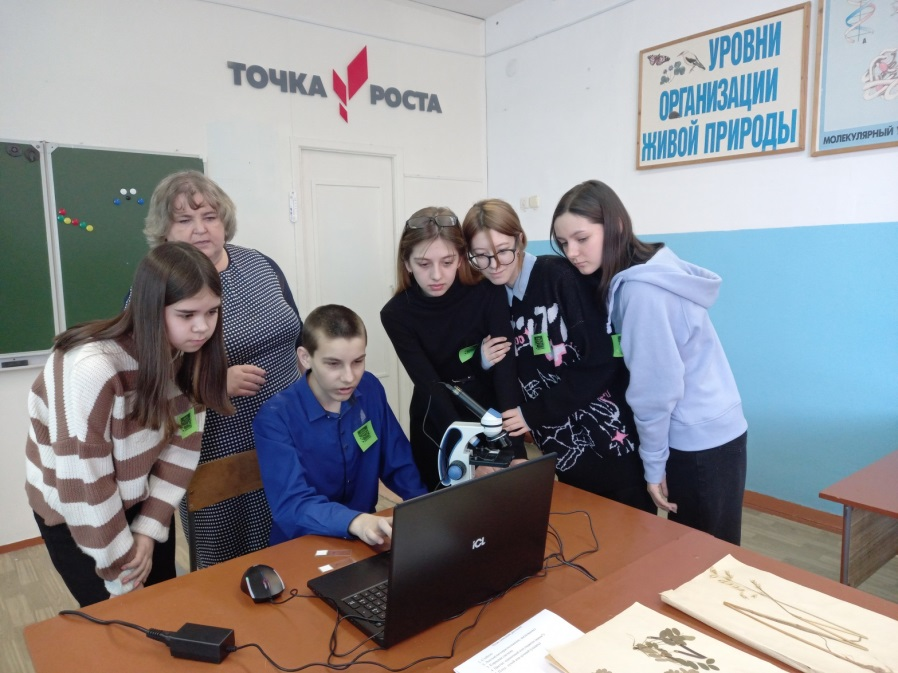 ТОЧКА РОСТА
УРОВНИ
ОРГАНИЗАЦИИ
ЖИВОЙ ПРИРОДЫ
МОЛЕКУЛЯРНЫЙ
iCL